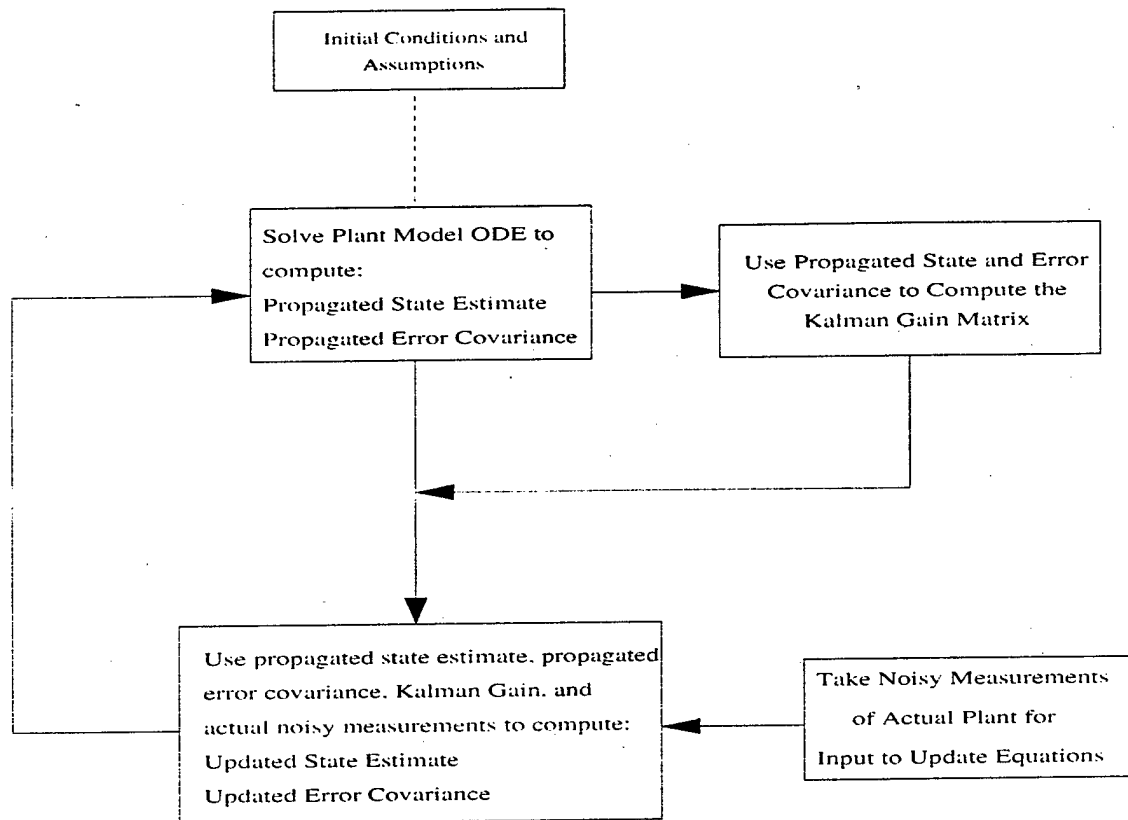 Initial Conditions and
Assumptions
Solve Plant Model ODE to
compute:
Propagated State Estimate
Propagated Error Covariance
Use Propagated State and Error
Covariance to Compute the
Kalman Gain Matrix
Use propagated state estimate, propagated
error covariance, Kalman Gain, and
actual noisy measurements to compute:
Updated State Estimate
Updated Error Covariance
Take Noisy Measurements
of Actual Plant for
Input to Update Equations